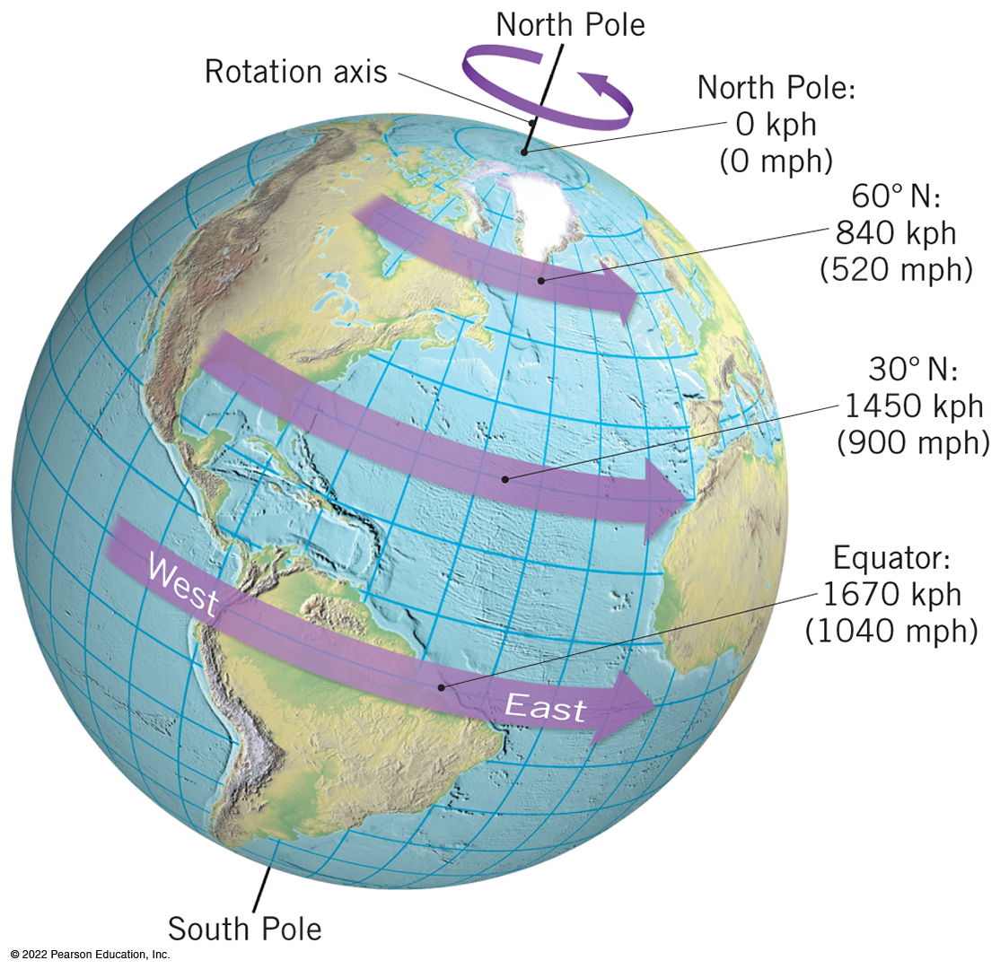 North Pole
Rotation axis
North Pole:
0 kph
(0 mph)
60° N:
840 kph
(520 mph)
30° N:
1450 kph
(900 mph)
Equator:
1670 kph
(1040 mph)
West
East
South Pole
© 2022 Pearson Education, Inc.